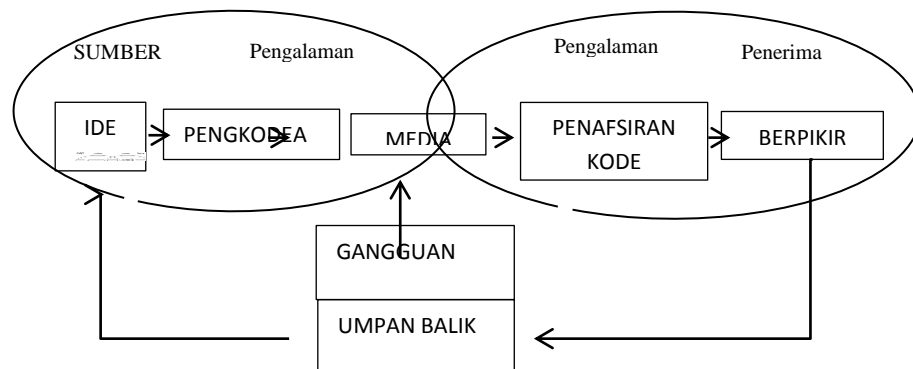 SUMBER
Pengalaman
Pengalaman
Penerima
IDE
PENGKODEA
MEDIA
PENAFSIRAN
KODE
BERPIKIR
GANGGUAN
UMPAN BALIK